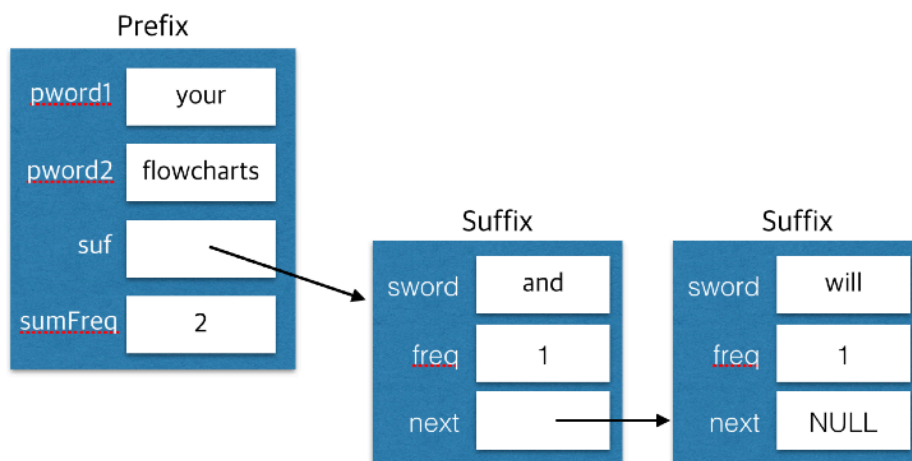 Prefix
pword1 your
pword2 flowcharts
suf
sumFreq 2
Suffix
sword and
freq 1
next
Suffix
sword will
freq 1
next NULL